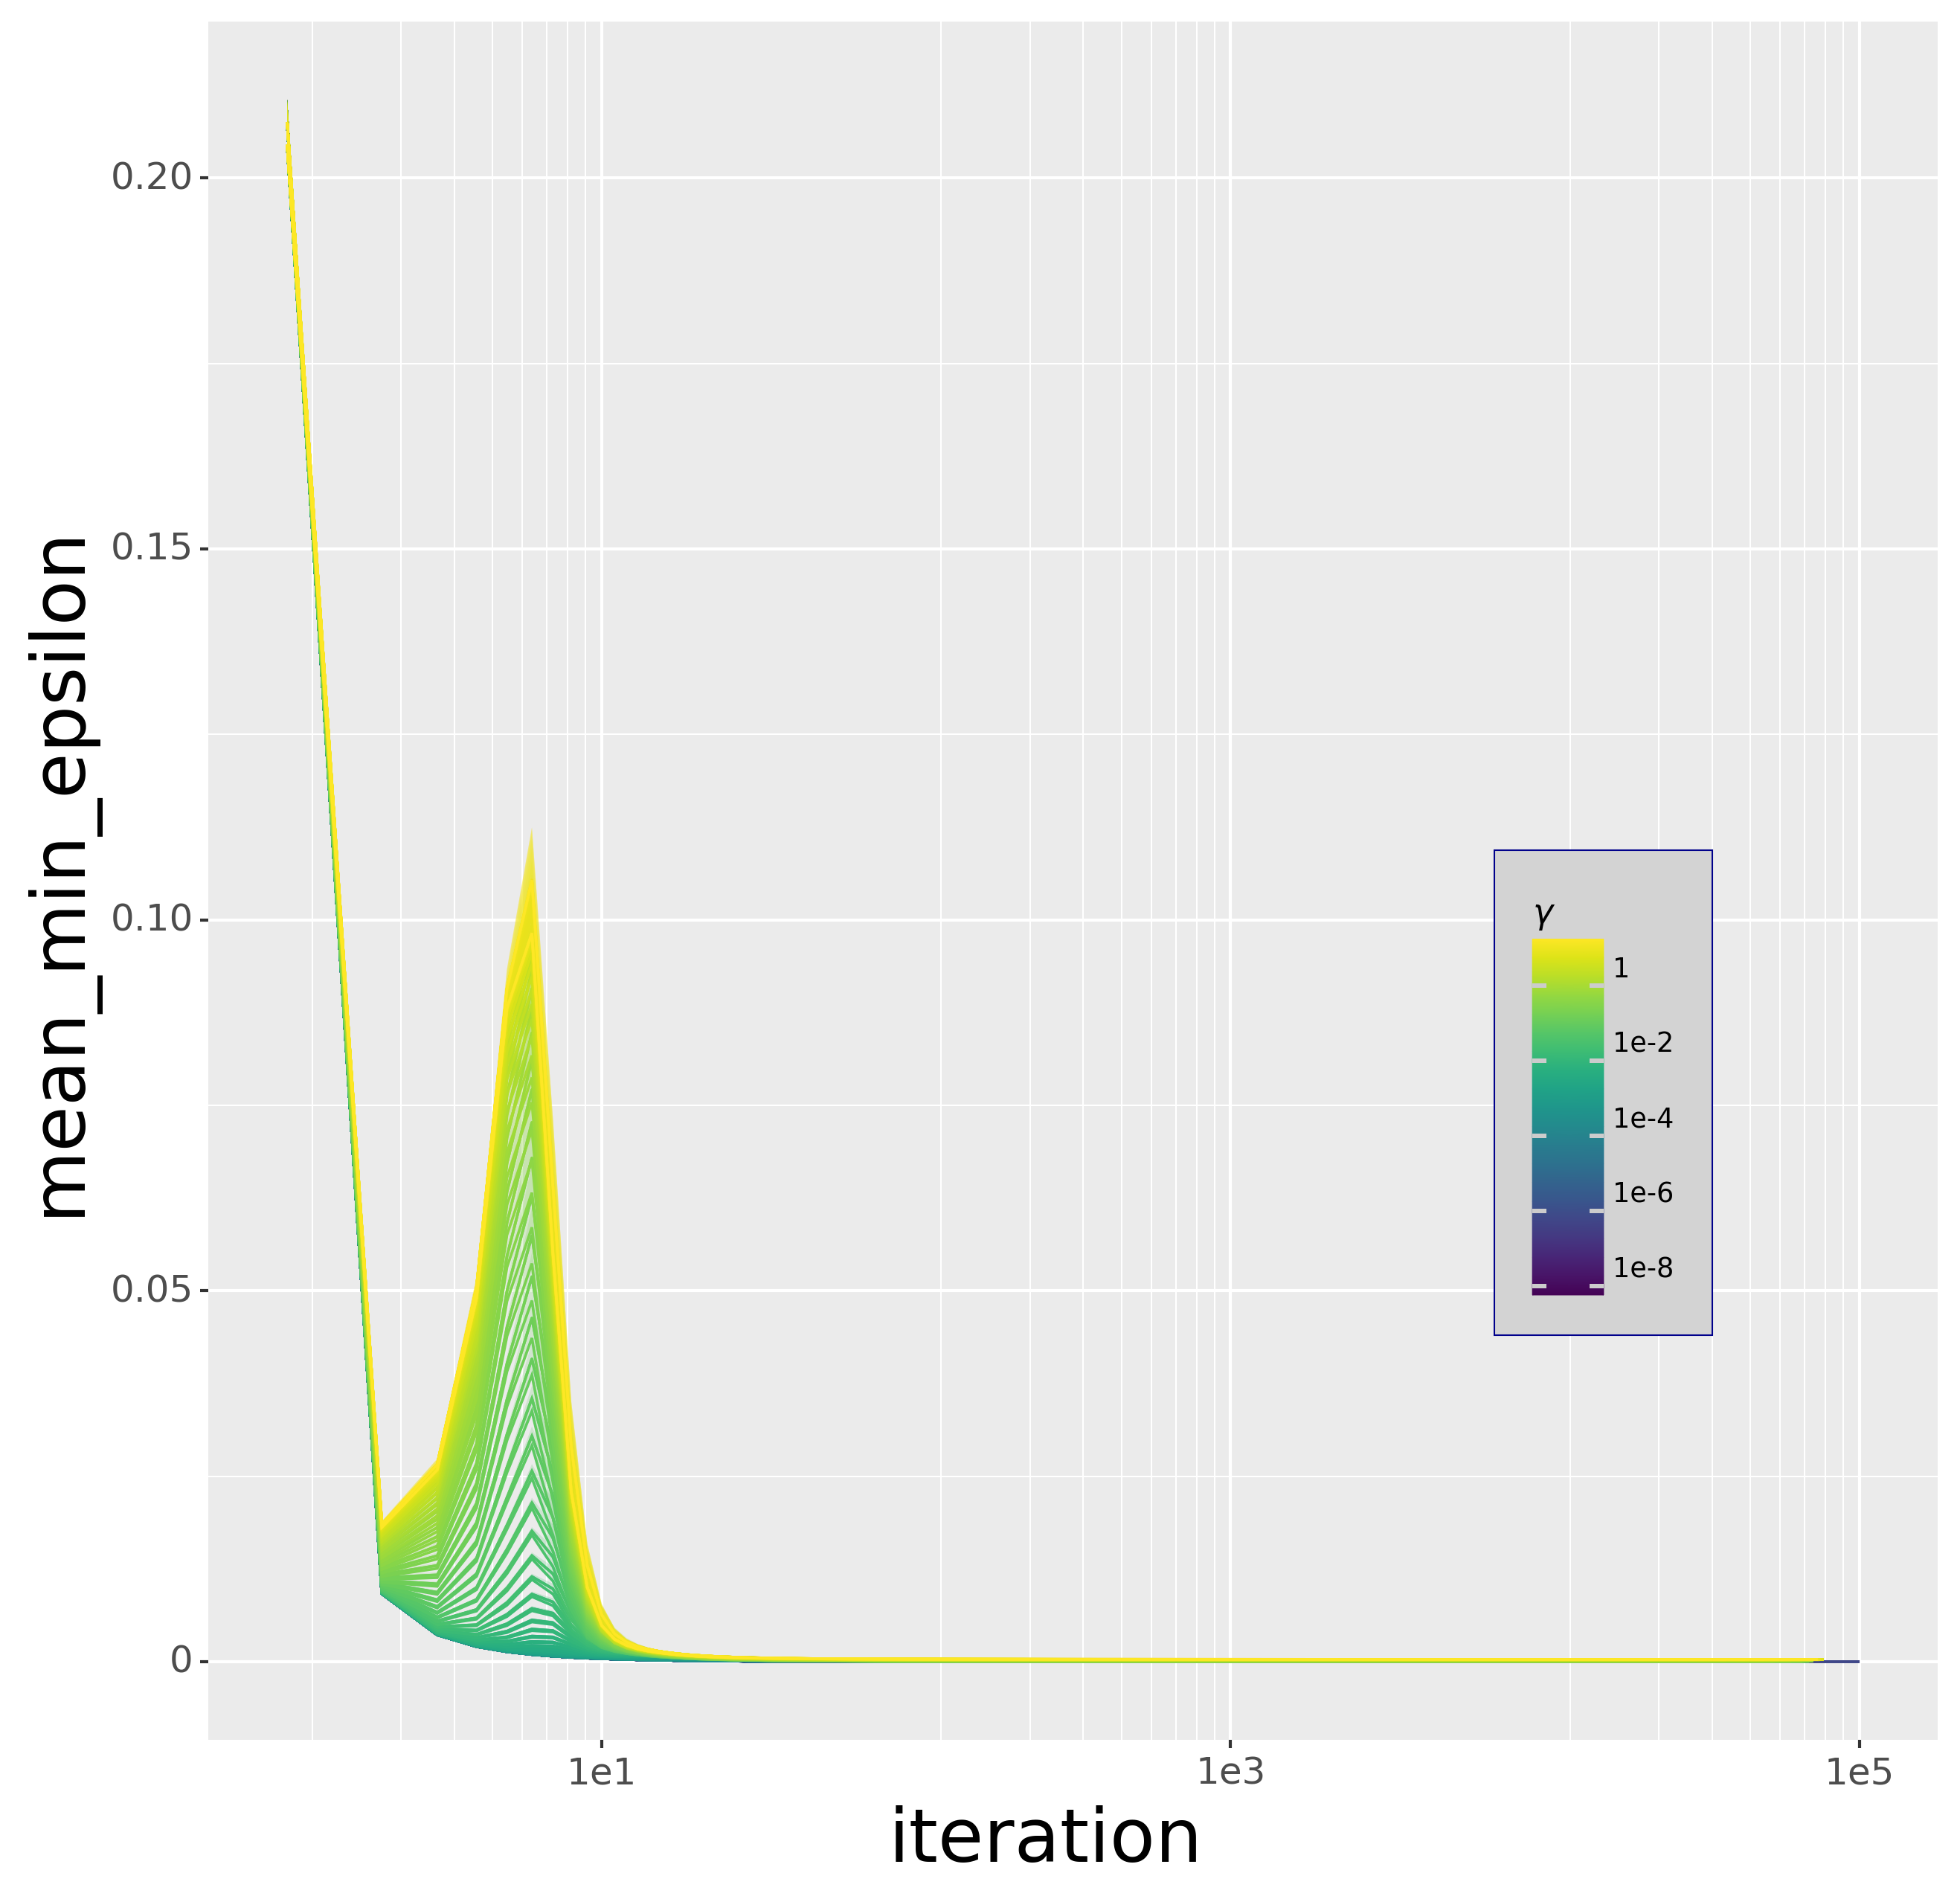 0.20
0.15
0.10
0.05
0
mean_min_epsilon
γ
1
1e-2
1e-4
1e-6
1e-8
1e1
1e3
1e5
iteration